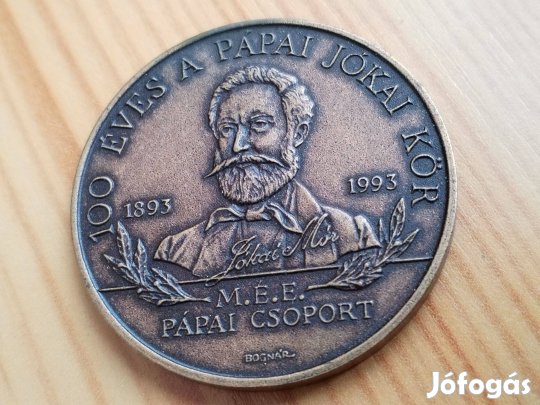 100 ÉVES A PÁPAI JÓKAI KÖR
1893
1993
Jókai Mór
M.É.E.
PÁPAI CSOPORT
BOGNÁR
Jófogás